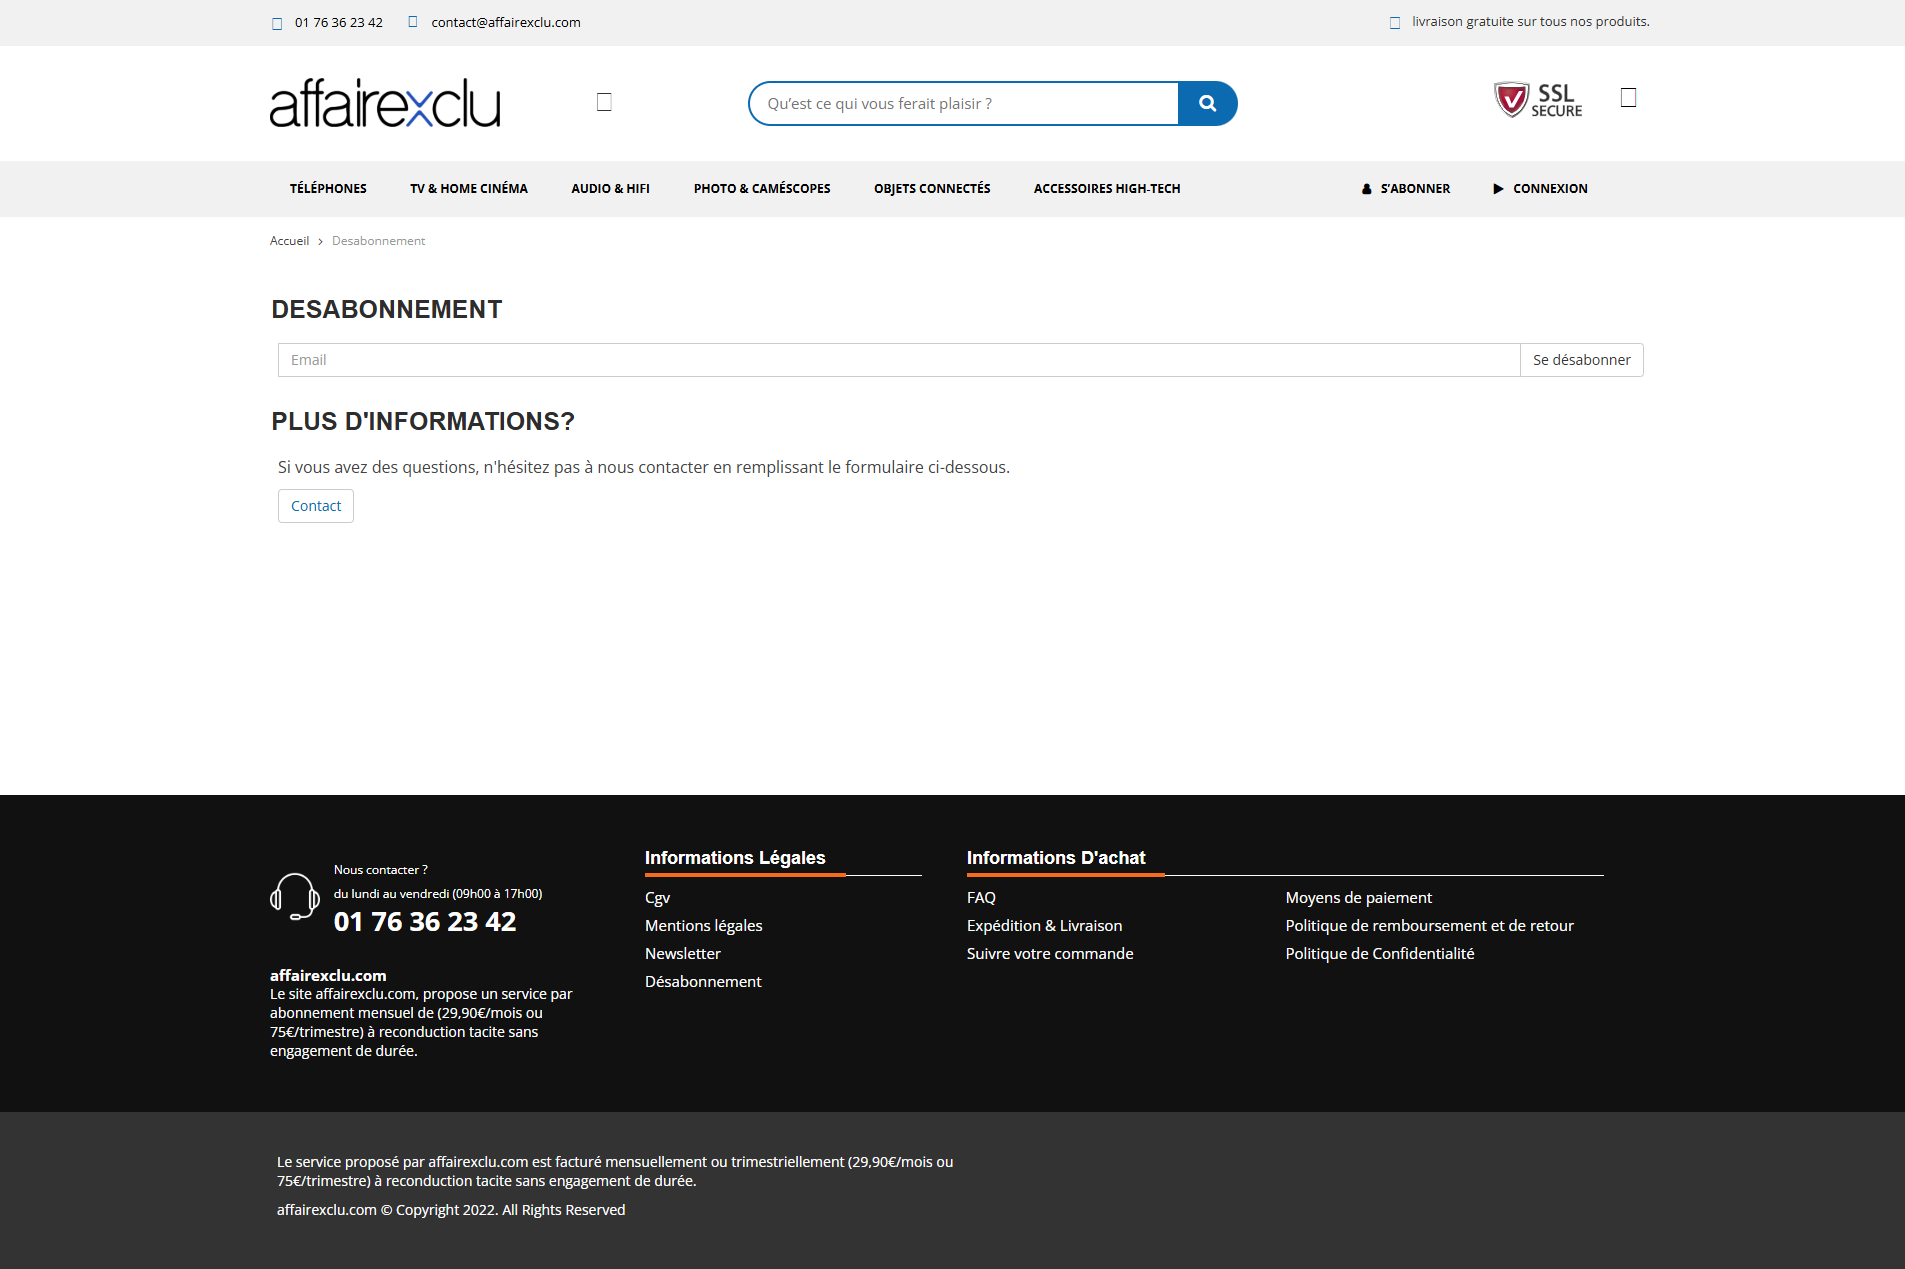 01 76 36 23 42
contact@affairexclu.com
livraison gratuite sur tous nos produits.
affairexclu
Qu’est ce qui vous ferait plaisir ?
SSL
SECURE
TÉLÉPHONES
TV & HOME CINÉMA
AUDIO & HIFI
PHOTO & CAMÉSCOPES
OBJETS CONNECTÉS
ACCESSOIRES HIGH-TECH
S’ABONNER
CONNEXION
Accueil
Desabonnement
DESABONNEMENT
Email
Se désabonner
PLUS D'INFORMATIONS?
Si vous avez des questions, n'hésitez pas à nous contacter en remplissant le formulaire ci-dessous.
Contact
Nous contacter ?
du lundi au vendredi (09h00 à 17h00)
01 76 36 23 42
affairexclu.com
Le site affairexclu.com, propose un service par
abonnement mensuel de (29,90€/mois ou
75€/trimestre) à reconduction tacite sans
engagement de durée.
Informations Légales
Cgv
Mentions légales
Newsletter
Désabonnement
Informations D'achat
FAQ
Expédition & Livraison
Suivre votre commande
Moyens de paiement
Politique de remboursement et de retour
Politique de Confidentialité
Le service proposé par affairexclu.com est facturé mensuellement ou trimestriellement (29,90€/mois ou
75€/trimestre) à reconduction tacite sans engagement de durée.
affairexclu.com © Copyright 2022. All Rights Reserved